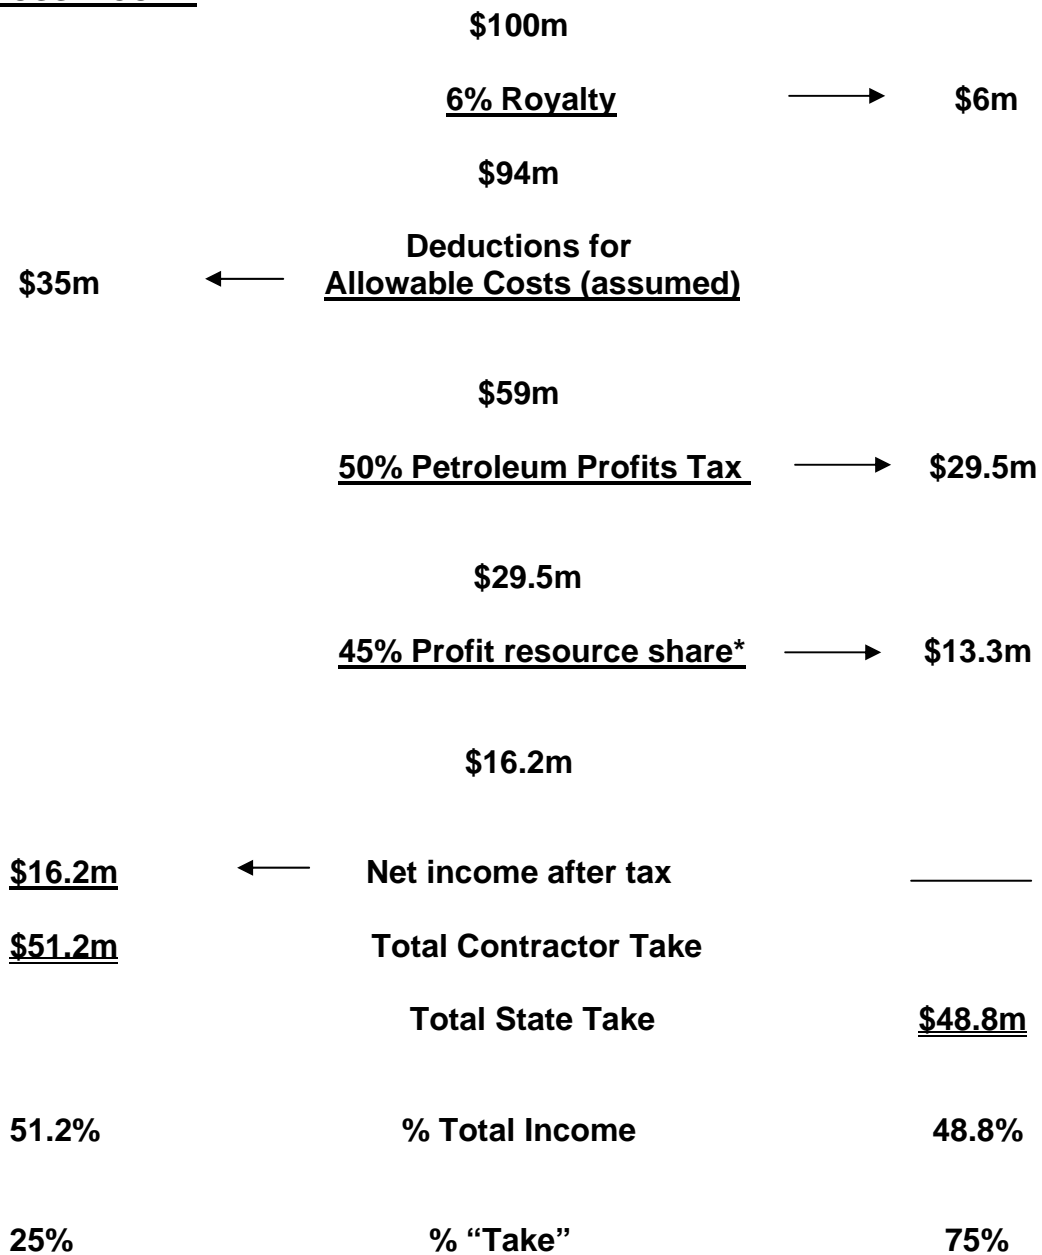 $100m
6% Royalty $6m
$94m
Deductions for
$35m Allowable Costs (assumed)
$59m
50% Petroleum Profits Tax $29.5m
$29.5m
45% Profit resource share* $13.3m
$16.2m
$16.2m Net income after tax
$51.2m Total Contractor Take
Total State Take $48.8m
51.2% % Total Income 48.8%
25% % “Take” 75%